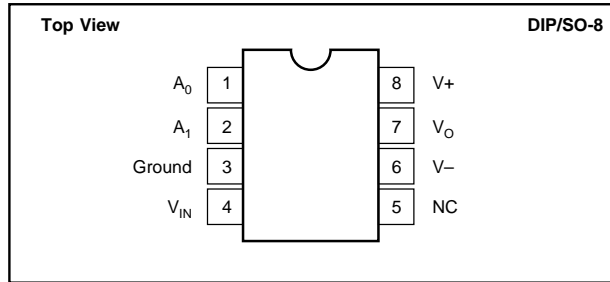 Top View DIP/SO-8
A0 1 8 V+
A1 2 7 VO
Ground 3 6 V–
VIN 4 5 NC